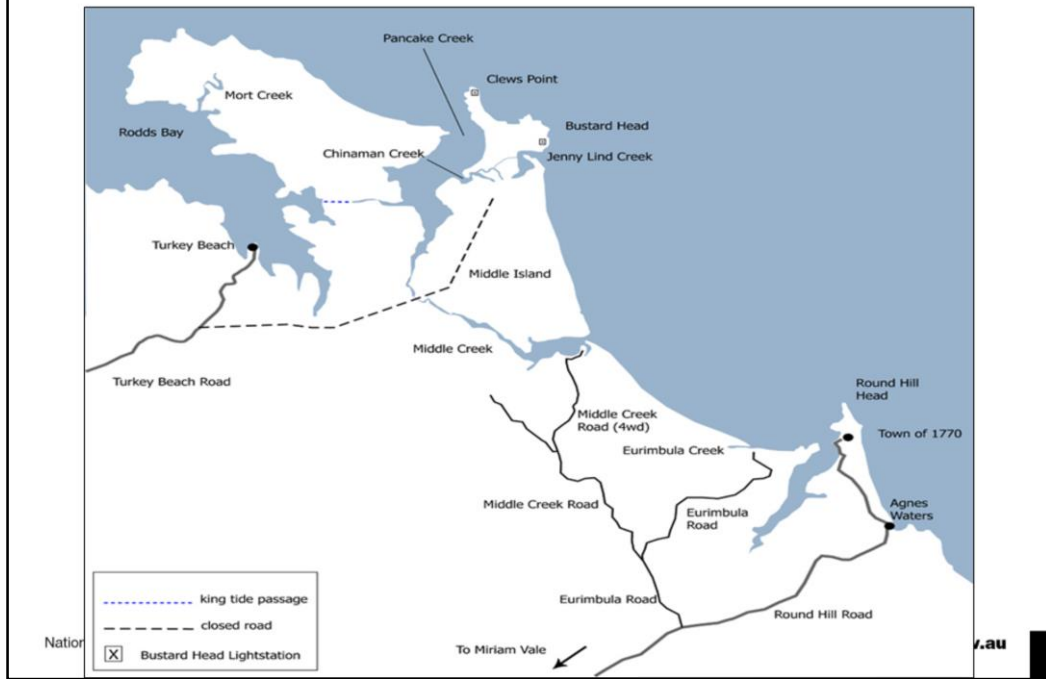 Pancake Creek
Clews Point
Mort Creek
Bustard Head
Rodds Bay
Chinaman Creek
Jenny Lind Creek
Turkey Beach
Middle Island
Middle Creek
Turkey Beach Road
Round Hill
Head
Middle Creek
Road (4wd)
Town of 1770
Eurimbula Creek
Middle Creek Road
Agnes
Waters
Eurimbula
Road
Eurimbula Road
Round Hill Road
To Miriam Vale
king tide passage
closed road
X Bustard Head Lightstation
Nation
v.au